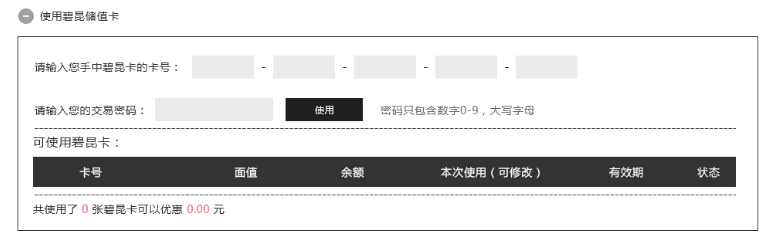 使用碧昆储值卡
请输入您手中碧昆卡的卡号： - - - -
请输入您的交易密码： 使用 密码只包含数字0-9，大写字母
可使用碧昆卡：
卡号 面值 余额 本次使用（可修改） 有效期 状态
共使用了 0 张碧昆卡可以优惠 0.00 元